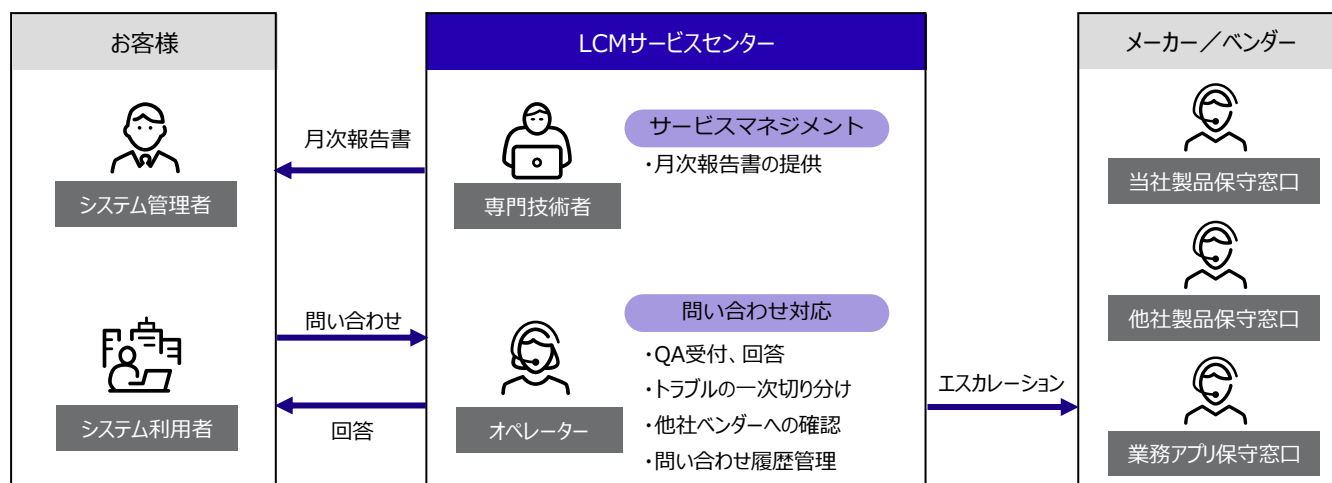 お客様
システム管理者
システム利用者
月次報告書
問い合わせ
回答
LCMサービスセンター
専門技術者
サービスマネジメント
・月次報告書の提供
オペレーター
問い合わせ対応
・QA受付、回答
・トラブルの一次切り分け
・他社ベンダーへの確認
・問い合わせ履歴管理
エスカレーション
メーカー／ベンダー
当社製品保守窓口
他社製品保守窓口
業務アプリ保守窓口